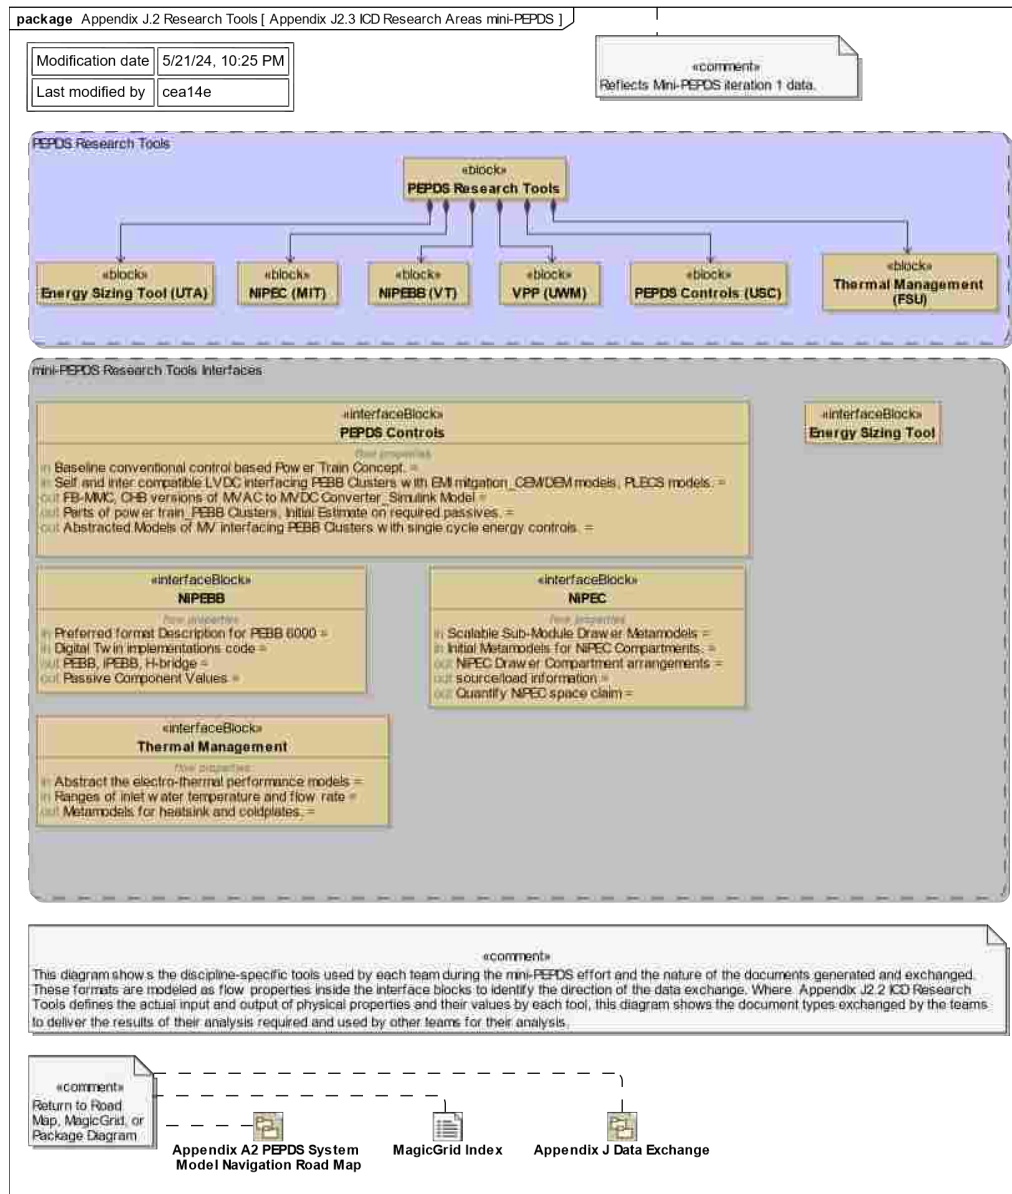 package Appendix J.2 Research Tools [ Appendix J2.3 ICD Research Areas mini-PEPDS ]
Modification date 5/21/24, 10:25 PM
Last modified by cea14e
«comment»
Reflects Mini-PEPDS iteration 1 data.
PEPDS Research Tools
«block»
PEPDS Research Tools
«block»
Energy Sizing Tool (UTA)
«block»
NiPEC (MIT)
«block»
NiPEBB (VT)
«block»
VPP (UWM)
«block»
PEPDS Controls (USC)
«block»
Thermal Management
(FSU)
mini-PEPDS Research Tools Interfaces
«interfaceBlock»
PEPDS Controls
flow properties
in Baseline conventional control based Power Train Concept. =
in Self and inter compatible LVDC interfacing PEBB Clusters with EMI mitgation_CEM/DEM models, PLECS models. =
out FB-MMC, CHB versions of MVAC to MVDC Converter_Simulink Model =
out Parts of power train_PEBB Clusters, Initial Estimate on required passives. =
out Abstracted Models of MV interfacing PEBB Clusters with single cycle energy controls. =
«interfaceBlock»
Energy Sizing Tool
«interfaceBlock»
NiPEBB
flow properties
in Preferred format Description for PEBB 6000 =
in Digital Twin implementations code =
out PEBB, iPEBB, H-bridge =
out Passive Component Values =
«interfaceBlock»
NiPEC
flow properties
in Scalable Sub-Module Drawer Metamodels =
in Initial Metamodels for NiPEC Compartments. =
out NiPEC Drawer Compartment arrangements =
out source/load information =
out Quantify NiPEC space claim =
«interfaceBlock»
Thermal Management
flow properties
in Abstract the electro-thermal performance models =
in Ranges of inlet water temperature and flow rate =
out Metamodels for heatsink and coldplates. =
«comment»
This diagram shows the discipline-specific tools used by each team during the mini-PEPDS effort and the nature of the documents generated and exchanged.
These formats are modeled as flow properties inside the interface blocks to identify the direction of the data exchange. Where Appendix J2.2 ICD Research
Tools defines the actual input and output of physical properties and their values by each tool, this diagram shows the document types exchanged by the teams
to deliver the results of their analysis required and used by other teams for their analysis.
«comment»
Return to Road
Map, MagicGrid, or
Package Diagram
Appendix A2 PEPDS System
Model Navigation Road Map
MagicGrid Index
Appendix J Data Exchange